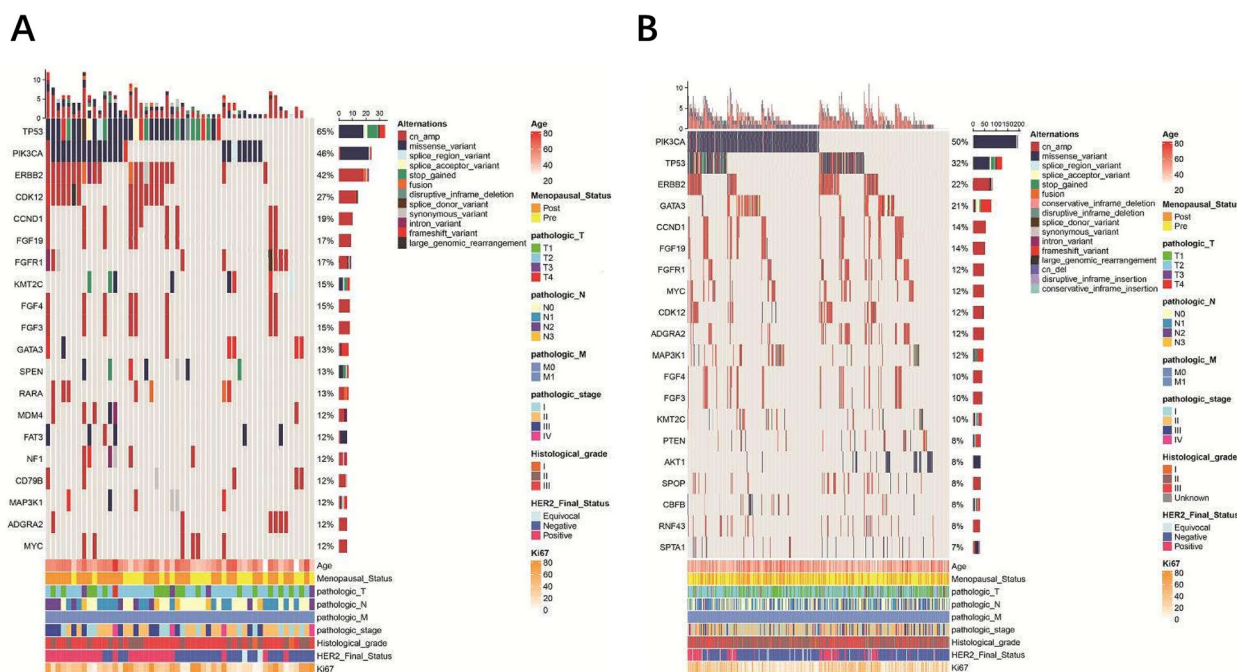 A
B
10
5
0
0 10 20 30
TP53 65%
PIK3CA 46%
ERBB2 42%
CDK12 27%
CCND1 19%
FGF19 17%
FGFR1 17%
KMT2C 15%
FGF4 15%
FGF3 15%
GATA3 13%
SPEN 13%
RARA 13%
MDM4 12%
FAT3 12%
NF1 12%
CD79B 12%
MAP3K1 12%
ADGRA2 12%
MYC 12%
Age
Menopausal_Status
pathologic_T
pathologic_N
pathologic_M
pathologic_stage
Histological_grade
HER2_Final_Status
Ki67
Alternations
cn_amp
missense_variant
splice_region_variant
splice_acceptor_variant
stop_gained
fusion
disruptive_inframe_deletion
splice_donor_variant
synonymous_variant
intron_variant
frameshift_variant
large_genomic_rearrangement
Age
80
60
40
20
Menopausal_Status
Post
Pre
pathologic_T
T1
T2
T3
T4
pathologic_N
N0
N1
N2
N3
pathologic_M
M0
M1
pathologic_stage
I
II
III
IV
Histological_grade
I
II
III
HER2_Final_Status
Equivocal
Negative
Positive
Ki67
80
60
40
20
0
10
5
0
0 50 100150200
PIK3CA 50%
TP53 32%
ERBB2 22%
GATA3 21%
CCND1 14%
FGF19 14%
FGFR1 12%
MYC 12%
CDK12 12%
ADGRA2 12%
MAP3K1 12%
FGF4 10%
FGF3 10%
KMT2C 10%
PTEN 8%
AKT1 8%
SPOP 8%
CBFB 8%
RNF43 8%
SPTA1 7%
Age
Menopausal_Status
pathologic_T
pathologic_N
pathologic_M
pathologic_stage
Histological_grade
HER2_Final_Status
Ki67
Alternations
cn_amp
missense_variant
splice_region_variant
splice_acceptor_variant
stop_gained
fusion
conservative_inframe_deletion
disruptive_inframe_deletion
splice_donor_variant
synonymous_variant
intron_variant
frameshift_variant
large_genomic_rearrangement
cn_del
disruptive_inframe_insertion
conservative_inframe_insertion
Age
80
60
40
20
Menopausal_Status
Post
Pre
pathologic_T
T1
T2
T3
T4
pathologic_N
N0
N1
N2
N3
pathologic_M
M0
M1
pathologic_stage
I
II
III
IV
Histological_grade
I
II
III
Unknown
HER2_Final_Status
Equivocal
Negative
Positive
Ki67
80
60
40
20
0